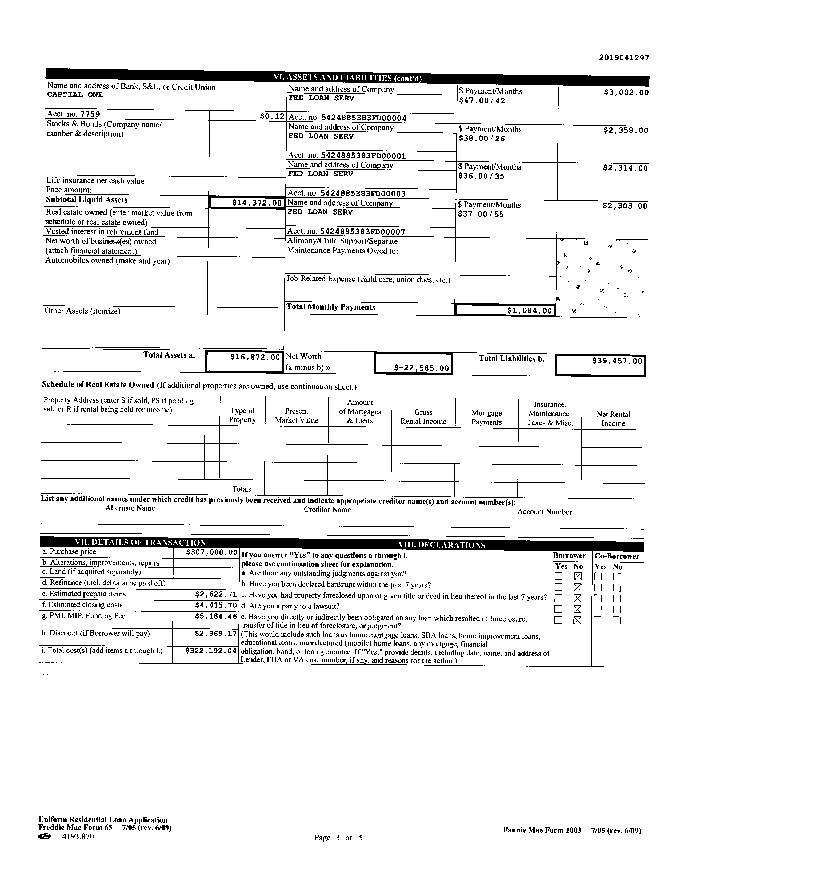 2019041297
VI. ASSETS AND LIABILITIES (cont'd)
Name and address of Bank, S&L, or Credit Union
CAPITAL ONE
Name and address of Company
FED LOAN SERV
$ Payment/Months
$47.00/42
$3,002.00
Acct. no. 7759
$0.12
Acct. no. 5424885383FD00004
Stocks & Bonds (Company name/
number & description)
Name and address of Company
FED LOAN SERV
$ Payment/Months
$38.00/26
$2,359.00
Acct. no. 5424885383FD00001
Name and address of Company
FED LOAN SERV
$ Payment/Months
$36.00/35
$2,314.00
Life insurance net cash value
Face amount:
Acct. no. 5424885383FD00003
Subtotal Liquid Assets
$14,372.00
Name and address of Company
FED LOAN SERV
$ Payment/Months
$37.00/55
$2,303.00
Real estate owned (enter market value from
schedule of real estate owned)
Vested interest in retirement fund
Acct. no. 5424885383FD00007
Net worth of business(es) owned
(attach financial statement)
Alimony/Child Support/Separate
Maintenance Payments Owed to:
Automobiles owned (make and year)
Job-Related Expense (child care, union dues, etc.)
Other Assets (itemize)
Total Monthly Payments
$1,084.00
Total Assets a.
$16,872.00
Net Worth
(a minus b) »
$-22,585.00
Total Liabilities b.
$39,457.00
Schedule of Real Estate Owned (If additional properties are owned, use continuation sheet.)
Property Address (enter S if sold, PS if pending
sale or R if rental being held for income)
Type of
Property
Present
Market Value
Amount
of Mortgages
& Liens
Gross
Rental Income
Mortgage
Payments
Insurance,
Maintenance
Taxes & Misc.
Net Rental
Income
Totals
List any additional names under which credit has previously been received and indicate appropriate creditor name(s) and account number(s):
Alternate Name
Creditor Name
Account Number
VII. DETAILS OF TRANSACTION
a. Purchase price
$307,000.00
b. Alterations, improvements, repairs
c. Land (if acquired separately)
d. Refinance (incl. debts to be paid off)
e. Estimated prepaid items
$2,622.71
f. Estimated closing costs
$4,415.70
g. PMI, MIP, Funding Fee
$5,184.46
h. Discount (if Borrower will pay)
$2,969.17
i. Total cost(s) (add items a through h)
$322,192.04
VIII. DECLARATIONS
If you answer "Yes" to any questions a through i,
please use continuation sheet for explanation.
Borrower
Co-Borrower
Yes No
Yes No
a. Are there any outstanding judgments against you?
b. Have you been declared bankrupt within the past 7 years?
c. Have you had property foreclosed upon or given title or deed in lieu thereof in the last 7 years?
d. Are you a party to a lawsuit?
e. Have you directly or indirectly been obligated on any loan which resulted in foreclosure,
transfer of title in lieu of foreclosure, or judgment?
(This would include such loans as home mortgage loans, SBA loans, home improvement loans,
educational loans, manufactured (mobile) home loans, any mortgage, financial
obligation, bond, or loan guarantee. If "Yes," provide details, including date, name, and address of
Lender, FHA or VA case number, if any, and reasons for the action.)
Uniform Residential Loan Application
Freddie Mac Form 65 7/05 (rev. 6/09)
Page 3 of 5
Fannie Mae Form 1003 7/05 (rev. 6/09)